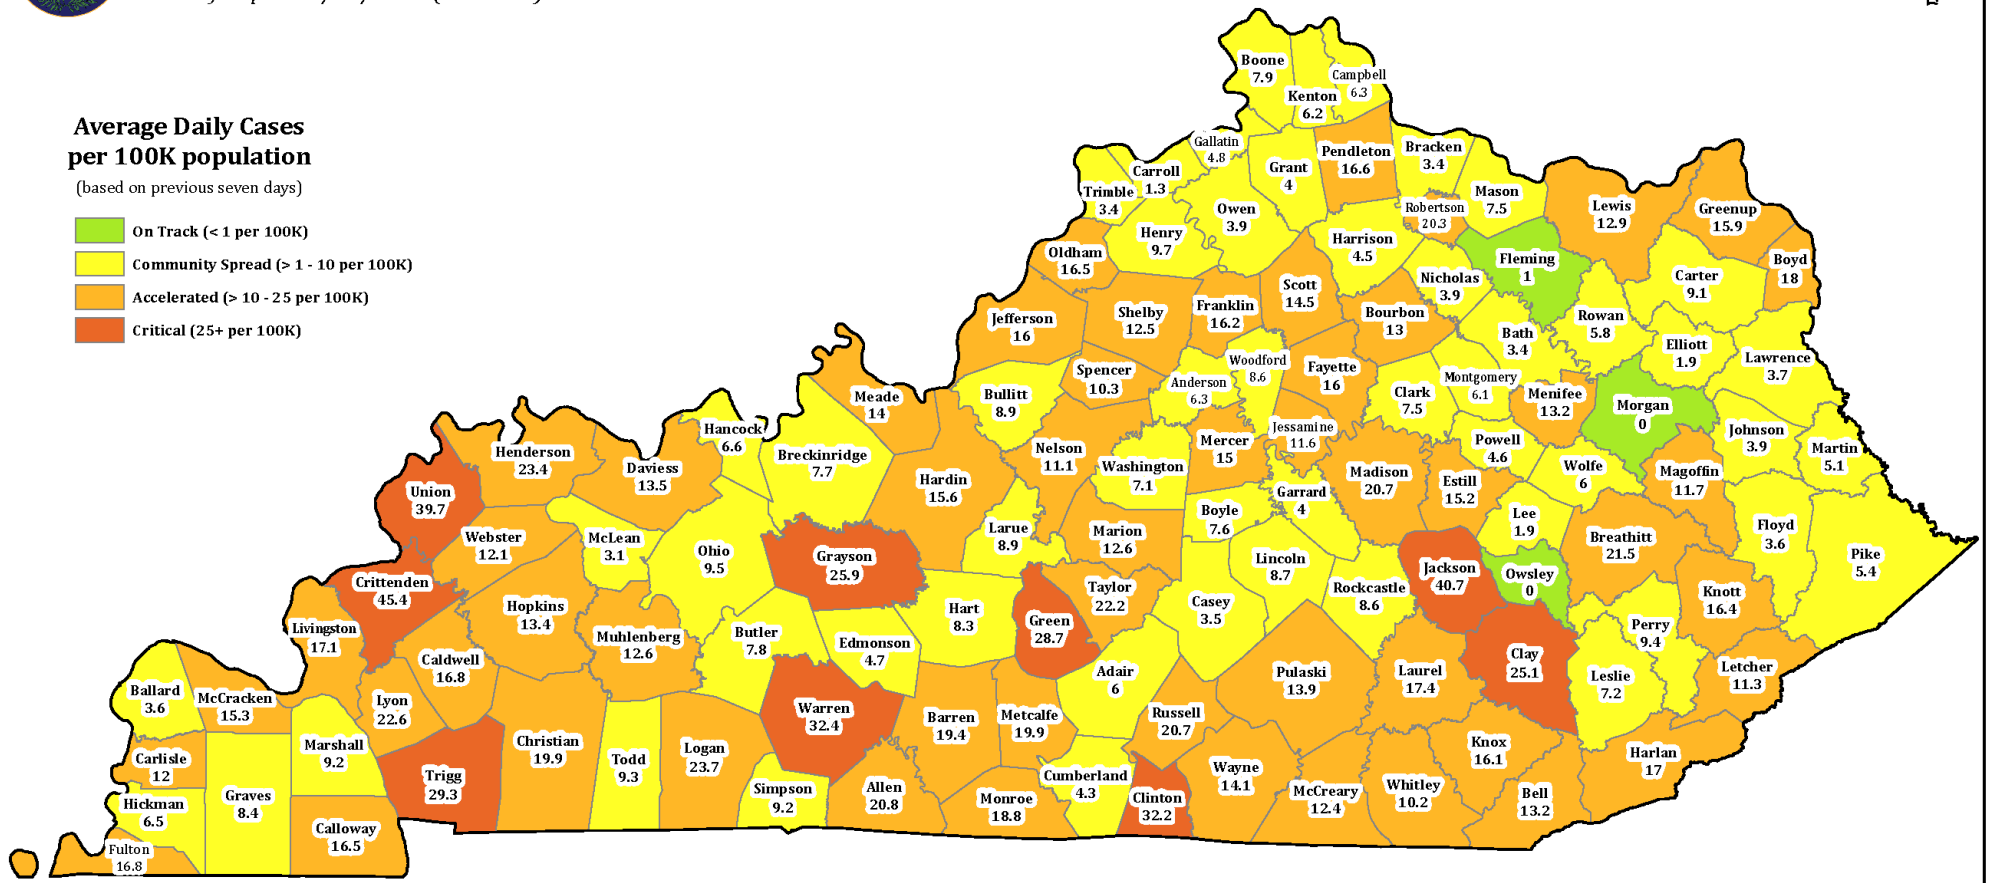 Average Daily Cases
per 100K population
(based on previous seven days)
On Track (< 1 per 100K)
Community Spread (> 1 - 10 per 100K)
Accelerated (> 10 - 25 per 100K)
Critical (25+ per 100K)
Boone
7.9
Kenton
6.2
Campbell
6.3
Gallatin
4.8
Grant
4
Pendleton
16.6
Bracken
3.4
Carroll
1.3
Trimble
3.4
Owen
3.9
Henry
9.7
Mason
7.5
Robertson
20.3
Lewis
12.9
Greenup
15.9
Boyd
18
Oldham
16.5
Harrison
4.5
Fleming
1
Nicholas
3.9
Carter
9.1
Scott
14.5
Franklin
16.2
Shelby
12.5
Jefferson
16
Bourbon
13
Rowan
5.8
Bath
3.4
Elliott
1.9
Lawrence
3.7
Woodford
8.6
Fayette
16
Spencer
10.3
Anderson
6.3
Montgomery
6.1
Clark
7.5
Menifee
13.2
Morgan
0
Bullitt
8.9
Meade
14
Hancock
6.6
Breckinridge
7.7
Nelson
11.1
Mercer
15
Jessamine
11.6
Powell
4.6
Johnson
3.9
Martin
5.1
Henderson
23.4
Daviess
13.5
Hardin
15.6
Washington
7.1
Madison
20.7
Estill
15.2
Wolfe
6
Magoffin
11.7
Union
39.7
Garrard
4
Boyle
7.6
Lee
1.9
Floyd
3.6
Pike
5.4
Webster
12.1
McLean
3.1
Ohio
9.5
Grayson
25.9
Larue
8.9
Marion
12.6
Lincoln
8.7
Breathitt
21.5
Crittenden
45.4
Jackson
40.7
Owsley
0
Rockcastle
8.6
Knott
16.4
Taylor
22.2
Casey
3.5
Hopkins
13.4
Hart
8.3
Green
28.7
Livingston
17.1
Muhlenberg
12.6
Butler
7.8
Edmonson
4.7
Perry
9.4
Caldwell
16.8
Clay
25.1
Leslie
7.2
Letcher
11.3
Adair
6
Pulaski
13.9
Laurel
17.4
Ballard
3.6
McCracken
15.3
Lyon
22.6
Warren
32.4
Barren
19.4
Metcalfe
19.9
Russell
20.7
Marshall
9.2
Christian
19.9
Todd
9.3
Logan
23.7
Knox
16.1
Harlan
17
Carlisle
12
Trigg
29.3
Simpson
9.2
Allen
20.8
Monroe
18.8
Cumberland
4.3
Clinton
32.2
Wayne
14.1
McCreary
12.4
Whitley
10.2
Bell
13.2
Hickman
6.5
Graves
8.4
Calloway
16.5
Fulton
16.8